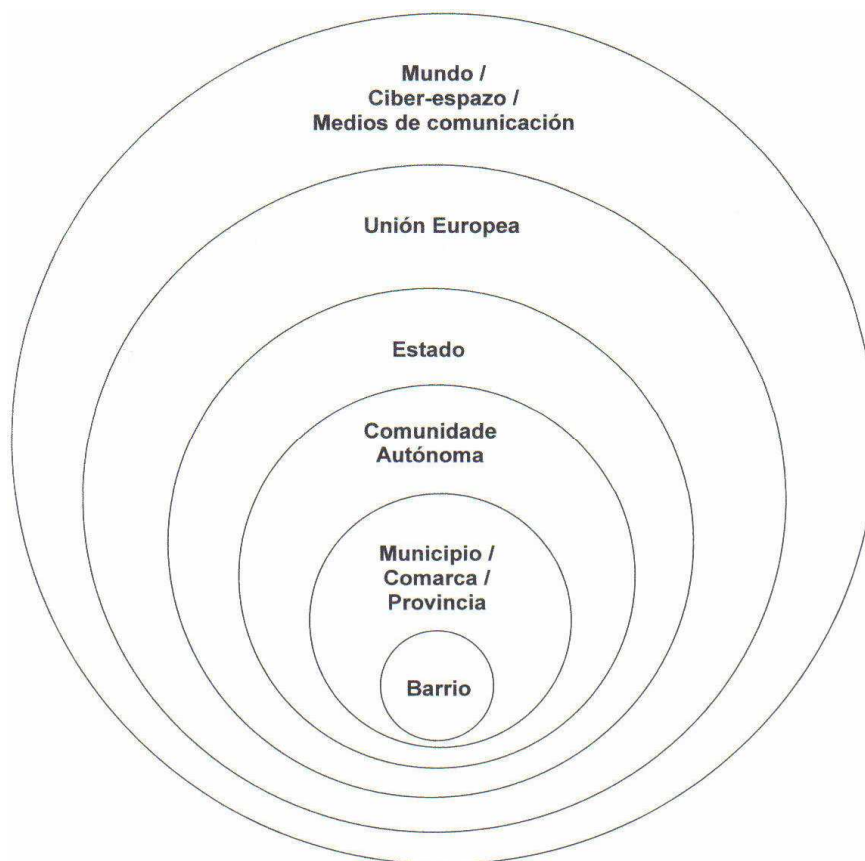 Mundo /
Ciber-espazo /
Medios de comunicación
Unión Europea
Estado
Comunidade
Autónoma
Municipio /
Comarca /
Provincia
Barrio